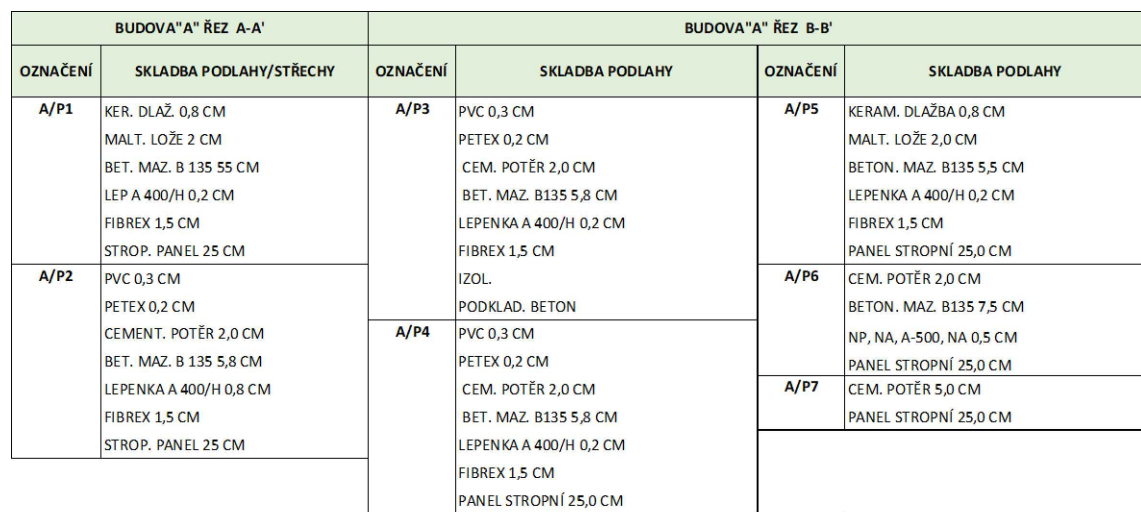 BUDOVA"A" ŘEZ A-A'
OZNAČENÍ SKLADBA PODLAHY/STŘECHY
A/P1 KER. DLAŽ. 0,8 CM
MALT. LOŽE 2 CM
BET. MAZ. B 135 55 CM
LEP A 400/H 0,2 CM
FIBREX 1,5 CM
STROP. PANEL 25 CM
A/P2 PVC 0,3 CM
PETEX 0,2 CM
CEMENT. POTĚR 2,0 CM
BET. MAZ. B 135 5,8 CM
LEPENKA A 400/H 0,8 CM
FIBREX 1,5 CM
STROP. PANEL 25 CM
BUDOVA"A" ŘEZ B-B'
OZNAČENÍ SKLADBA PODLAHY
A/P3 PVC 0,3 CM
PETEX 0,2 CM
CEM. POTĚR 2,0 CM
BET. MAZ. B135 5,8 CM
LEPENKA A 400/H 0,2 CM
FIBREX 1,5 CM
IZOL.
PODKLAD. BETON
A/P4 PVC 0,3 CM
PETEX 0,2 CM
CEM. POTĚR 2,0 CM
BET. MAZ. B135 5,8 CM
LEPENKA A 400/H 0,2 CM
FIBREX 1,5 CM
PANEL STROPNÍ 25,0 CM
OZNAČENÍ SKLADBA PODLAHY
A/P5 KERAM. DLAŽBA 0,8 CM
MALT. LOŽE 2,0 CM
BETON. MAZ. B135 5,5 CM
LEPENKA A 400/H 0,2 CM
FIBREX 1,5 CM
PANEL STROPNÍ 25,0 CM
A/P6 CEM. POTĚR 2,0 CM
BETON. MAZ. B135 7,5 CM
NP, NA, A-500, NA 0,5 CM
PANEL STROPNÍ 25,0 CM
A/P7 CEM. POTĚR 5,0 CM
PANEL STROPNÍ 25,0 CM